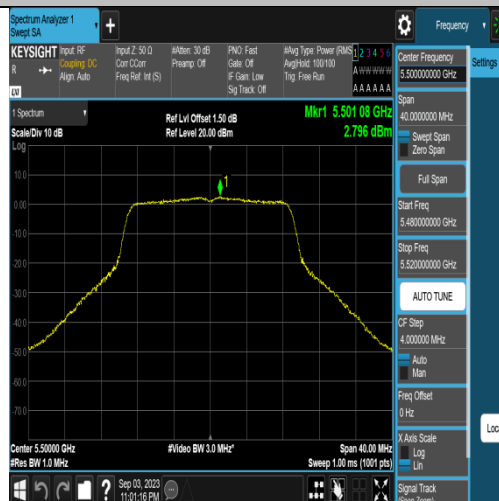 Spectrum Analyzer 1
Swept SA
+
Frequency
KEYSIGHT
R
Input: RF
Coupling: DC
Align: Auto
Input Z: 50 Ω
Corr CCorr
Freq Ref: Int (S)
#Atten: 30 dB
Preamp: Off
PNO: Fast
Gate: Off
IF Gain: Low
Sig Track: Off
#Avg Type: Power (RMS
Avg|Hold: 100/100
Trig: Free Run
1 2 3 4 5 6
A W W W W W
A A A A A A
LXI
1 Spectrum
Scale/Div 10 dB
Log
Ref Lvl Offset 1.50 dB
Ref Level 20.00 dBm
Mkr1 5.501 08 GHz
2.796 dBm
1
10.0
0.00
-10.0
-20.0
-30.0
-40.0
-50.0
-60.0
-70.0
Center 5.50000 GHz
#Res BW 1.0 MHz
#Video BW 3.0 MHz*
Span 40.00 MHz
Sweep 1.00 ms (1001 pts)
Sep 03, 2023
11:01:16 PM
?
Center Frequency
5.500000000 GHz
Span
40.0000000 MHz
Swept Span
Zero Span
Full Span
Start Freq
5.480000000 GHz
Stop Freq
5.520000000 GHz
AUTO TUNE
CF Step
4.000000 MHz
Auto
Man
Freq Offset
0 Hz
X Axis Scale
Log
Lin
Signal Track
Settings